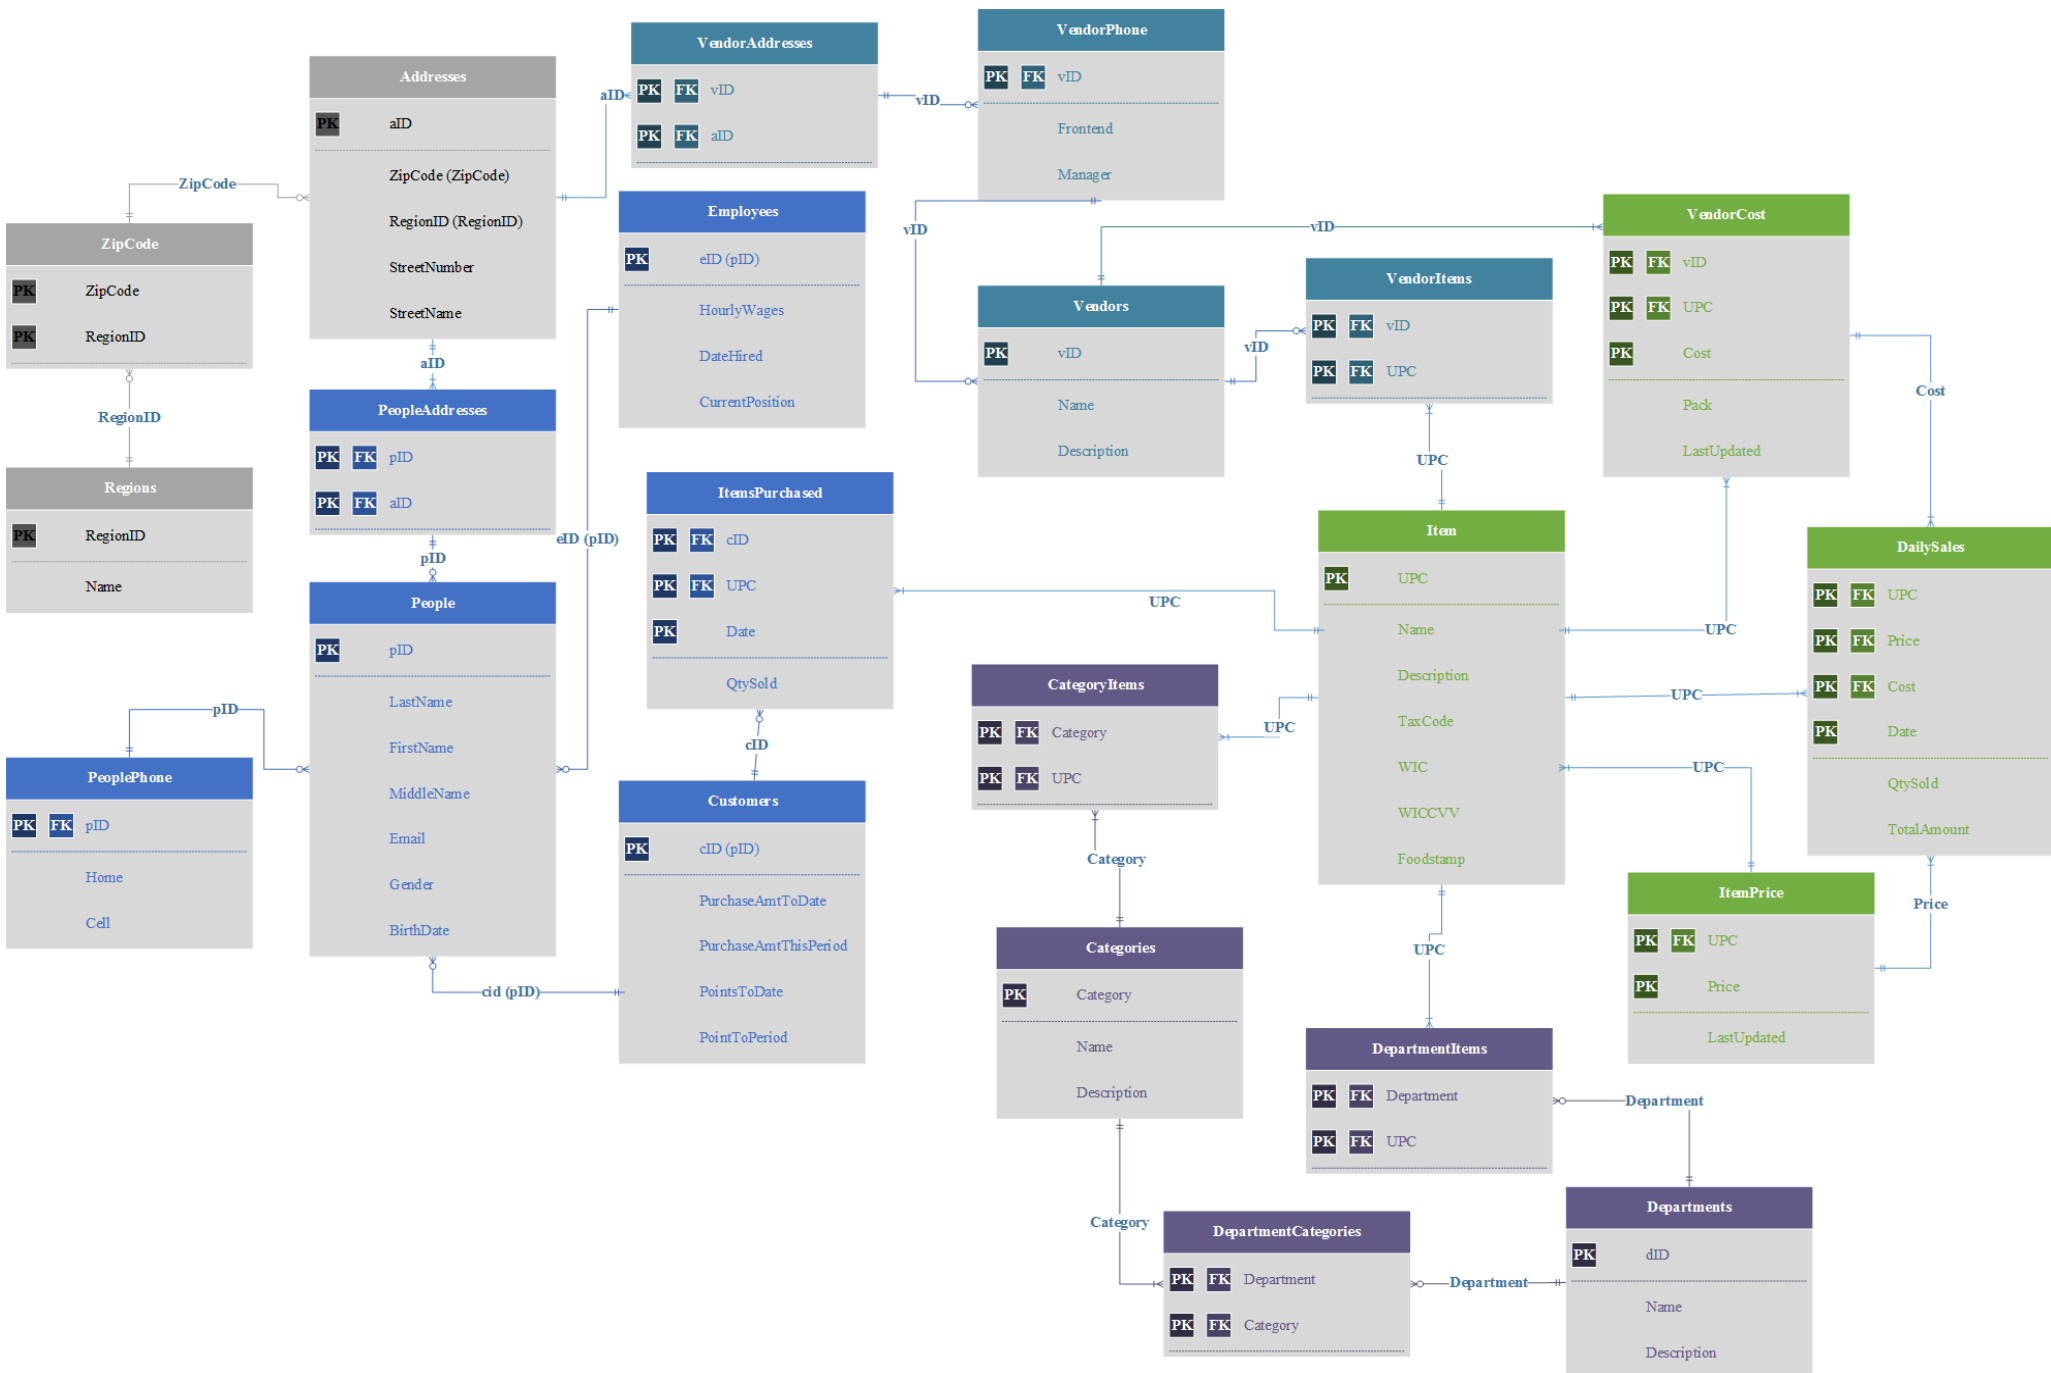 Addresses
PK aID
ZipCode (ZipCode)
RegionID (RegionID)
StreetNumber
StreetName
VendorAddresses
PK FK vID
PK FK aID
VendorPhone
PK FK vID
Frontend
Manager
aID
vID
ZipCode
ZipCode
PK ZipCode
PK RegionID
RegionID
Regions
PK RegionID
Name
Employees
PK eID (pID)
HourlyWages
DateHired
CurrentPosition
vID
vID
Vendors
PK vID
Name
Description
vID
VendorItems
PK FK vID
PK FK UPC
VendorCost
PK FK vID
PK FK UPC
PK Cost
Pack
LastUpdated
Cost
aID
PeopleAddresses
PK FK pID
PK FK aID
pID
eID (pID)
People
PK pID
LastName
FirstName
MiddleName
Email
Gender
BirthDate
pID
PeoplePhone
PK FK pID
Home
Cell
ItemsPurchased
PK FK cID
PK FK UPC
PK Date
QtySold
cID
Customers
PK cID (pID)
PurchaseAmtToDate
PurchaseAmtThisPeriod
PointsToDate
PointToPeriod
cid (pID)
UPC
UPC
Item
PK UPC
Name
Description
TaxCode
WIC
WICCVV
Foodstamp
UPC
UPC
UPC
DailySales
PK FK UPC
PK FK Price
PK FK Cost
PK Date
QtySold
TotalAmount
Price
ItemPrice
PK FK UPC
PK Price
LastUpdated
CategoryItems
PK FK Category
PK FK UPC
UPC
Category
Categories
PK Category
Name
Description
UPC
DepartmentItems
PK FK Department
PK FK UPC
Department
Category
DepartmentCategories
PK FK Department
PK FK Category
Department
Departments
PK dID
Name
Description